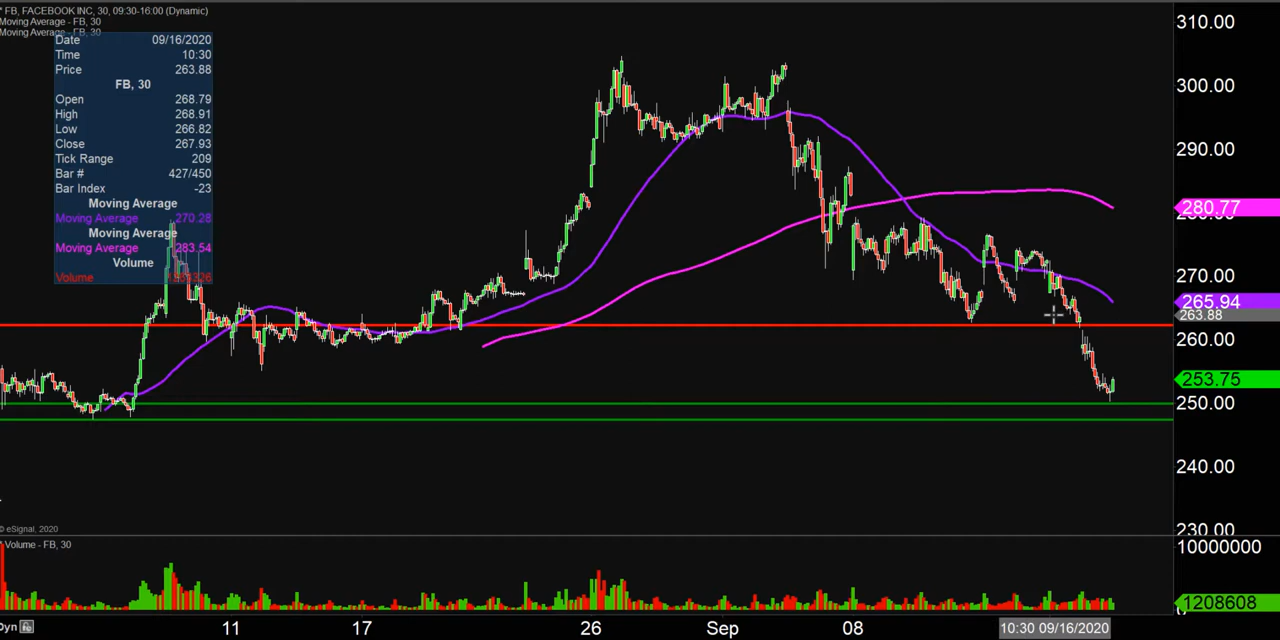 * FB, FACEBOOK INC, 30, 09:30-16:00 (Dynamic)
Moving Average - FB, 30
Moving Average - FB, 30
Date 09/16/2020
Time 10:30
Price 263.88
FB, 30
Open 268.79
High 268.91
Low 266.82
Close 267.93
Tick Range 209
Bar # 427/450
Bar Index -23
Moving Average
Moving Average 270.28
Moving Average
Moving Average 283.54
Volume
Volume
310.00
300.00
290.00
280.77
280.00
270.00
265.94
263.88
260.00
253.75
250.00
240.00
230.00
© eSignal, 2020
Volume - FB, 30
10000000
1208608
Dyn
11 17 26 Sep 08 10:30 09/16/2020